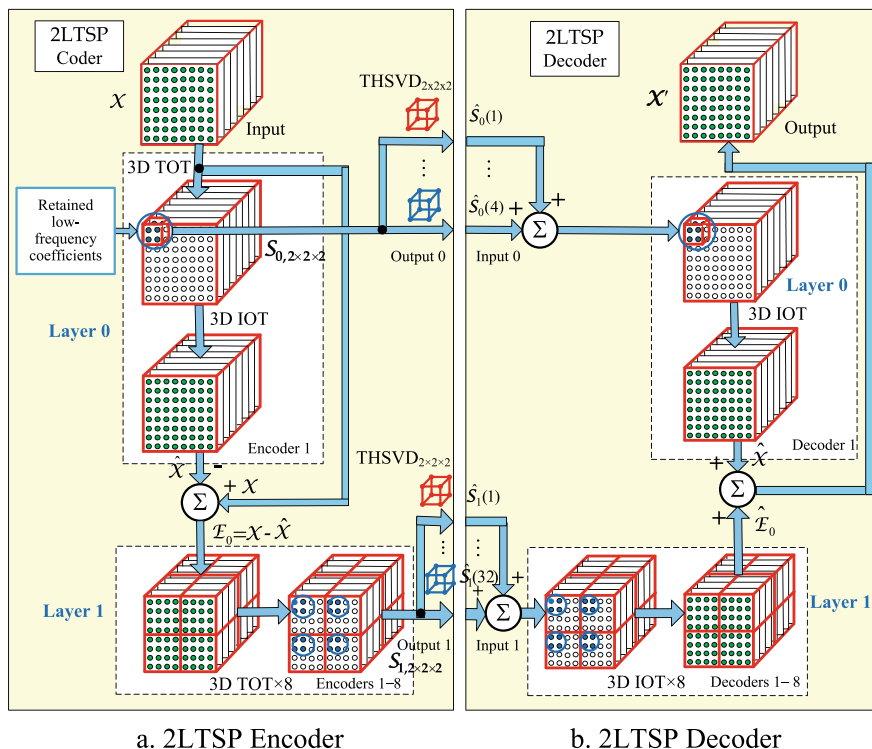 2LTSP
Coder
X
Input
3D TOT
Retained
low-
frequency
coefficients
S0,2×2×2
Layer 0
3D IOT
Encoder 1
X̂
-
+ X
Σ
ℰ0=X-X̂
Layer 1
3D TOT×8
Encoders 1–8
S1,2×2×2
THSVD2x2x2
⋮
Output 0
THSVD2×2×2
⋮
Output 1
a. 2LTSP Encoder
2LTSP
Decoder
X′
Output
Ŝ0(1)
⋮
Ŝ0(4)
+
+
Σ
Input 0
Layer 0
3D IOT
Decoder 1
+
X̂
Σ
+
ℰ̂0
Ŝ1(1)
⋮
Ŝ(32)
+
+
Σ
Input 1
Layer 1
3D IOT×8
Decoders 1–8
b. 2LTSP Decoder